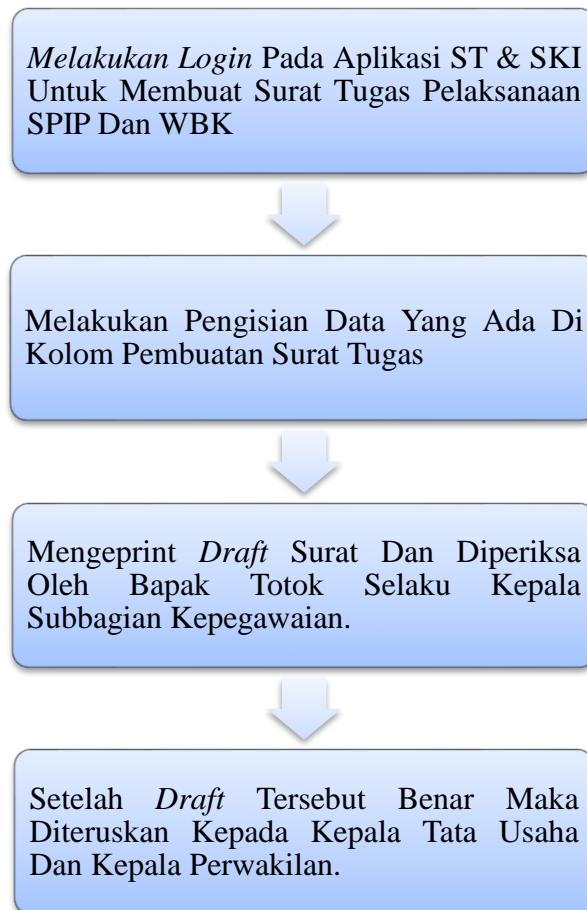 Melakukan Login Pada Aplikasi ST & SKI
Untuk Membuat Surat Tugas Pelaksanaan
SPIP Dan WBK
Melakukan Pengisian Data Yang Ada Di
Kolom Pembuatan Surat Tugas
Mengeprint Draft Surat Dan Diperiksa
Oleh Bapak Totok Selaku Kepala
Subbagian Kepegawaian.
Setelah Draft Tersebut Benar Maka
Diteruskan Kepada Kepala Tata Usaha
Dan Kepala Perwakilan.